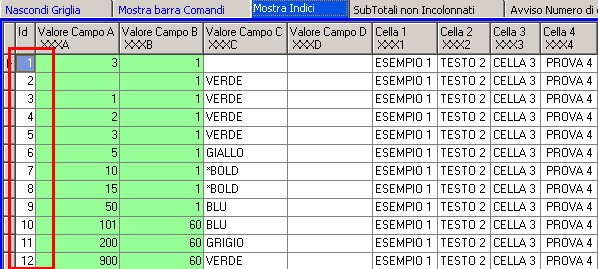 Nascondi Griglia Mostra barra Comandi Mostra Indici SubTotali non Incolonnati Avviso Numero di
Id Valore Campo A Valore Campo B Valore Campo C Valore Campo D Cella 1 Cella 2 Cella 3 Cella 4
XXXA XXXB XXXC XXXD XXX1 XXX2 XXX3 XXX4
1 3 1 ESEMPIO 1 TESTO 2 CELLA 3 PROVA 4
2 1 VERDE ESEMPIO 1 TESTO 2 CELLA 3 PROVA 4
3 1 1 VERDE ESEMPIO 1 TESTO 2 CELLA 3 PROVA 4
4 2 1 VERDE ESEMPIO 1 TESTO 2 CELLA 3 PROVA 4
5 3 1 VERDE ESEMPIO 1 TESTO 2 CELLA 3 PROVA 4
6 5 1 GIALLO ESEMPIO 1 TESTO 2 CELLA 3 PROVA 4
7 10 1 *BOLD ESEMPIO 1 TESTO 2 CELLA 3 PROVA 4
8 15 1 *BOLD ESEMPIO 1 TESTO 2 CELLA 3 PROVA 4
9 50 1 BLU ESEMPIO 1 TESTO 2 CELLA 3 PROVA 4
10 101 60 BLU ESEMPIO 1 TESTO 2 CELLA 3 PROVA 4
11 200 60 GRIGIO ESEMPIO 1 TESTO 2 CELLA 3 PROVA 4
12 900 60 VERDE ESEMPIO 1 TESTO 2 CELLA 3 PROVA 4